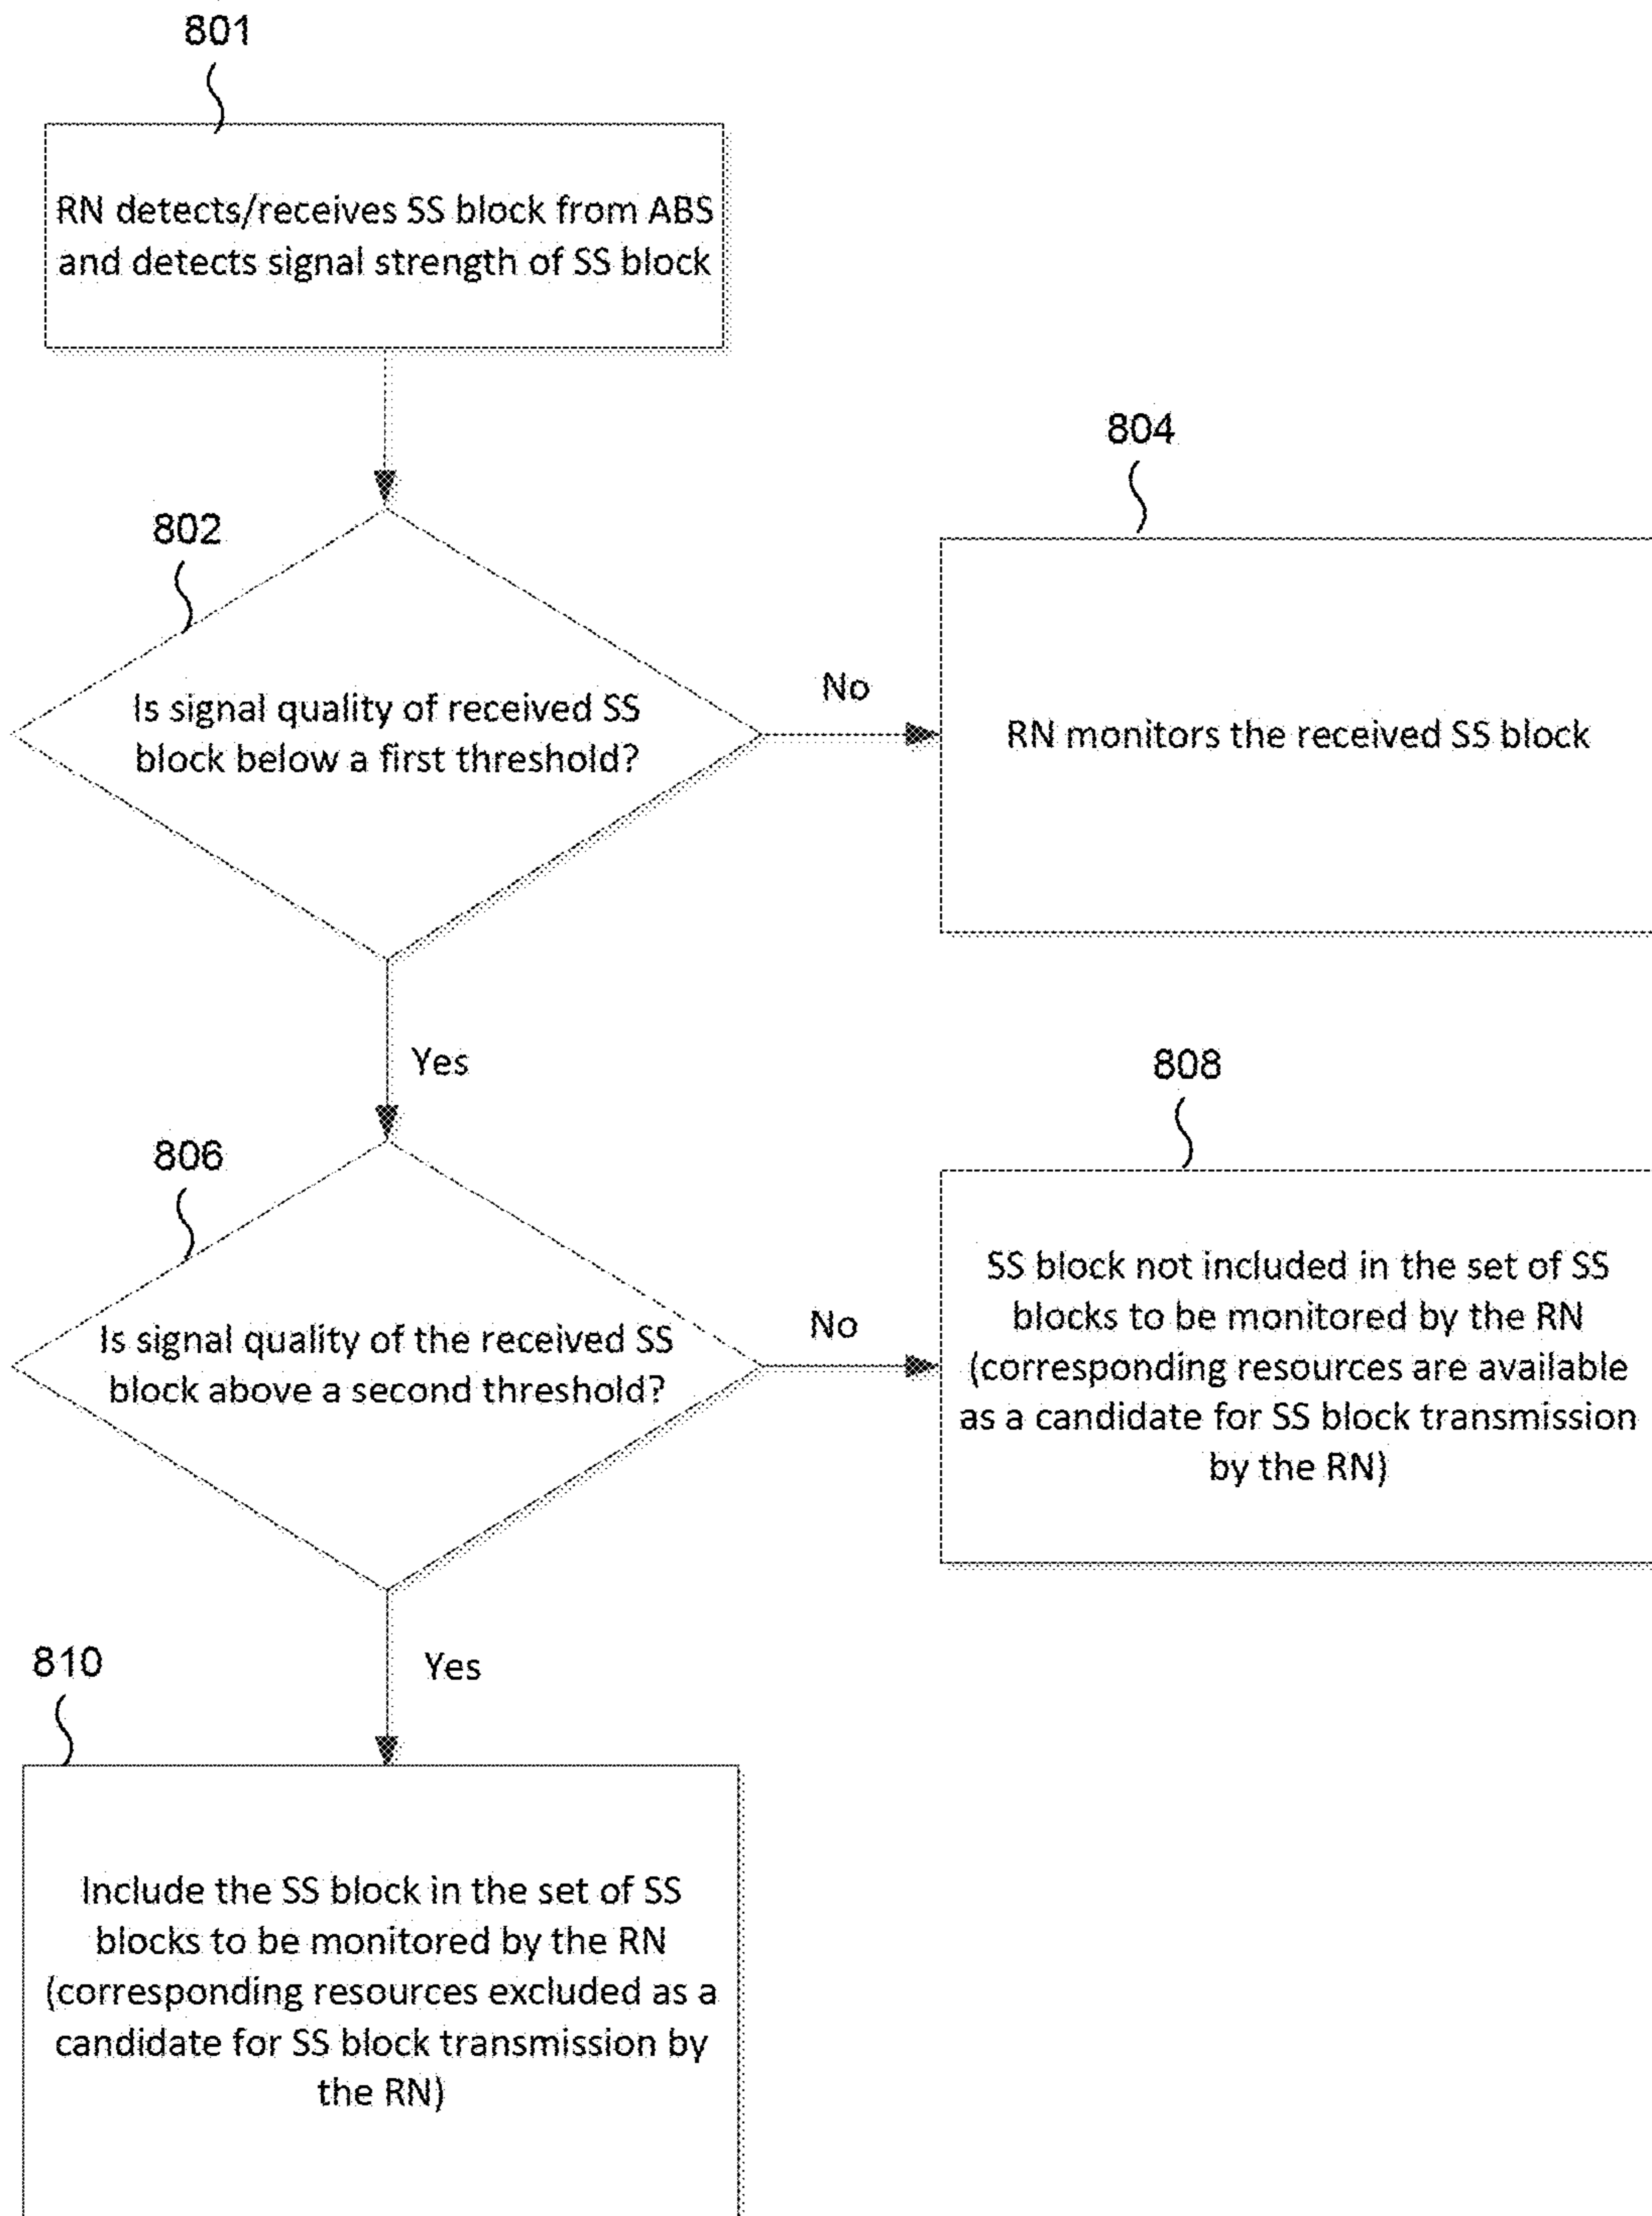 801
RN detects/receives SS block from ABS
and detects signal strength of SS block
802
Is signal quality of received SS
block below a first threshold?
No
804
RN monitors the received SS block
Yes
806
Is signal quality of the received SS
block above a second threshold?
No
808
SS block not included in the set of SS
blocks to be monitored by the RN
(corresponding resources are available
as a candidate for SS block transmission
by the RN)
Yes
810
Include the SS block in the set of SS
blocks to be monitored by the RN
(corresponding resources excluded as a
candidate for SS block transmission by
the RN)